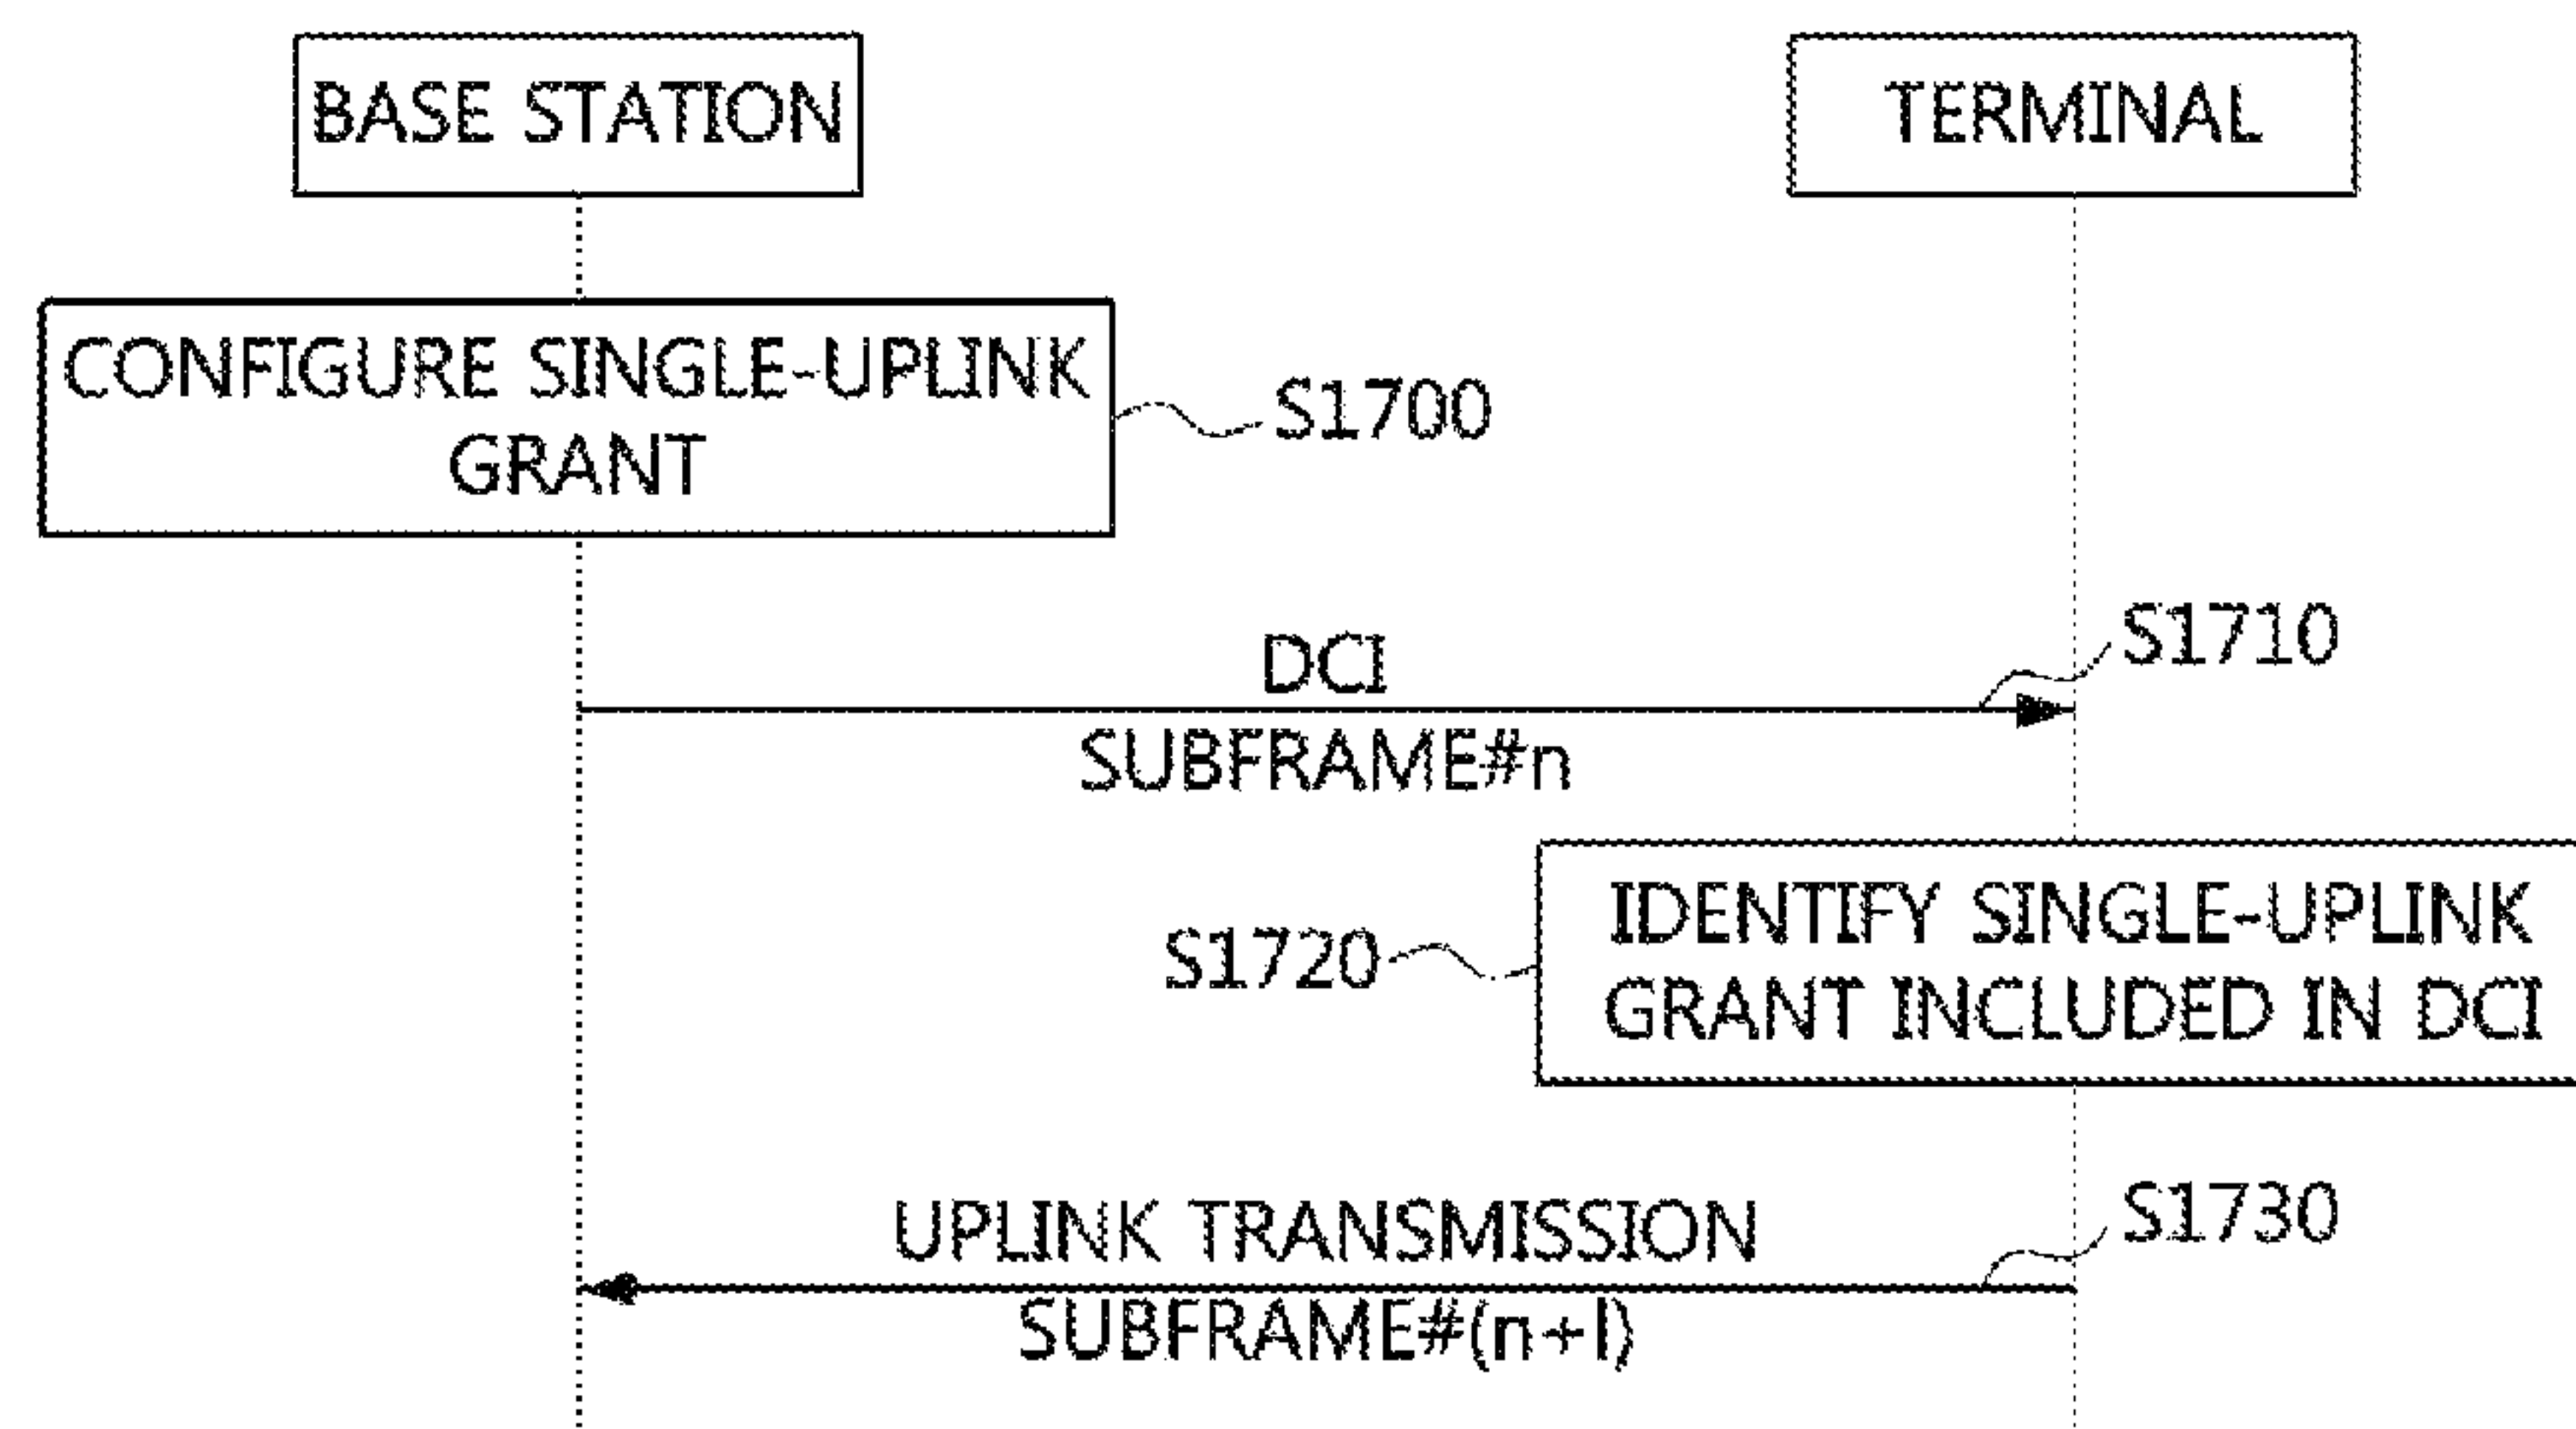 BASE STATION
TERMINAL
CONFIGURE SINGLE-UPLINK
GRANT
S1700
S1710
DCI
SUBFRAME#n
IDENTIFY SINGLE-UPLINK
GRANT INCLUDED IN DCI
S1720
S1730
UPLINK TRANSMISSION
SUBFRAME#(n+l)